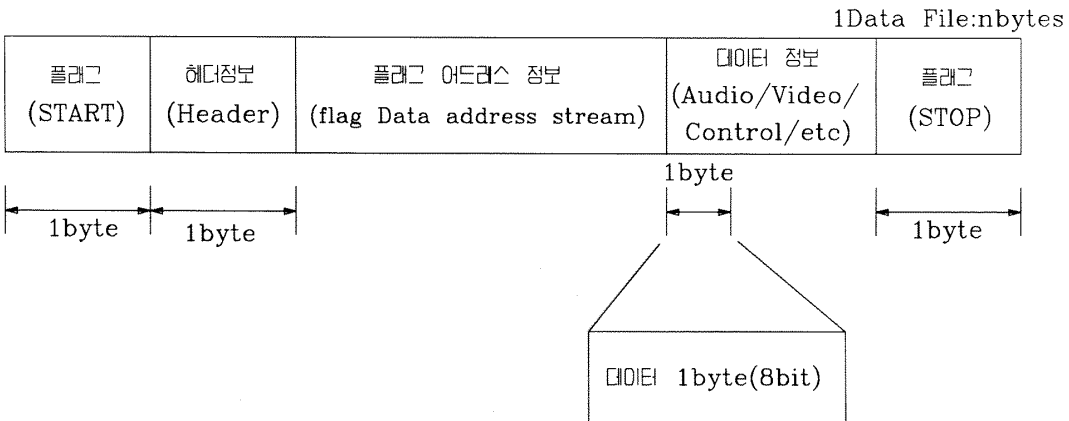 1Data File:nbytes
플래그
(START)
헤더정보
(Header)
플래그 어드레스 정보
(flag Data address stream)
데이터 정보
(Audio/Video/
Control/etc)
플래그
(STOP)
1byte
1byte
1byte
1byte
데이터 1byte(8bit)